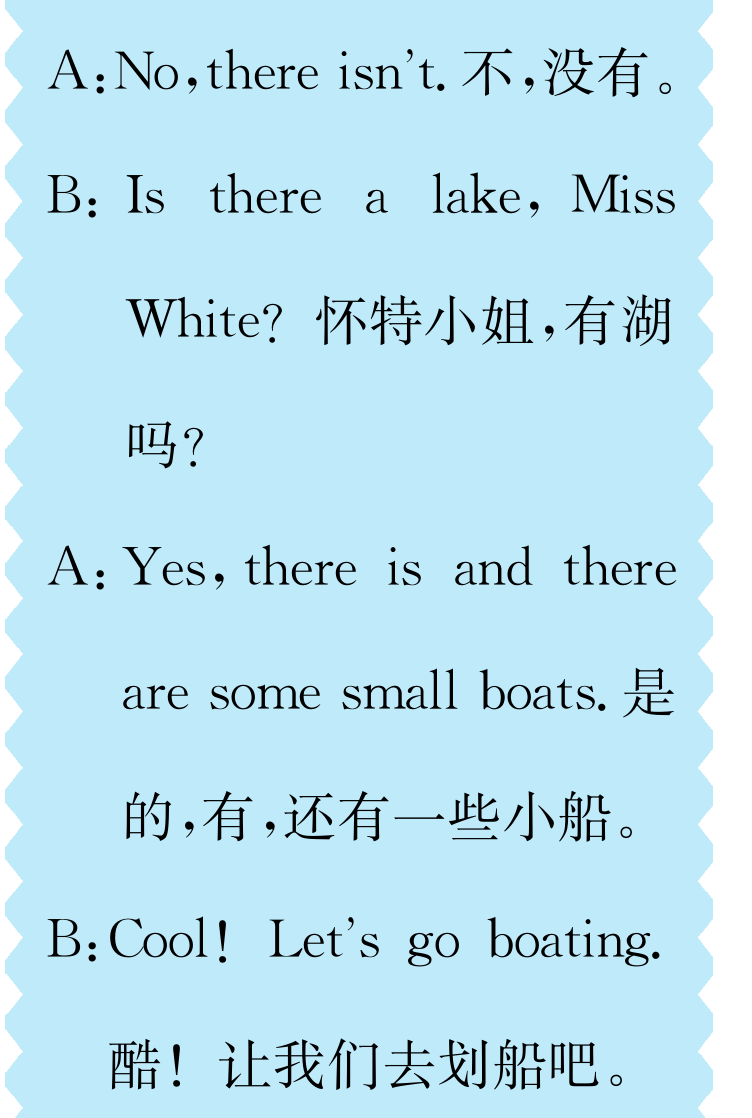 A:No,there isn't. 不,没有。
B: Is there a lake, Miss
White? 怀特小姐,有湖
吗?
A: Yes, there is and there
are some small boats. 是
的,有,还有一些小船。
B:Cool! Let's go boating.
酷! 让我们去划船吧。